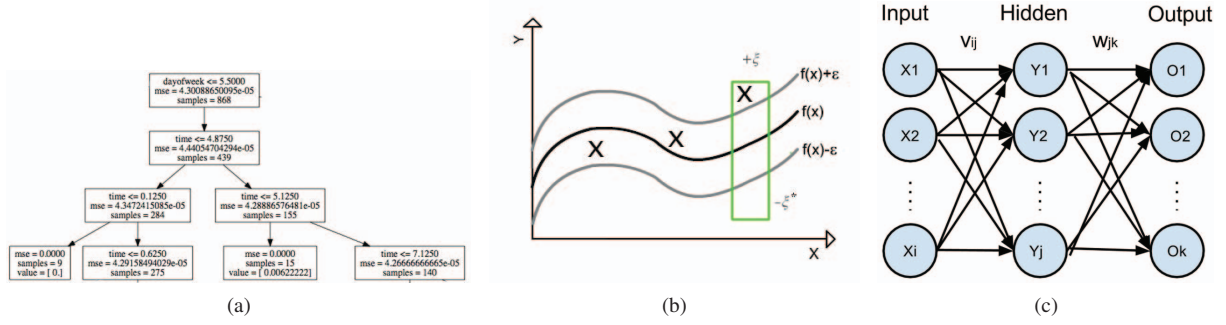 dayofweek <= 5.5000
mse = 4.30088650095e-05
samples = 868
time <= 4.8750
mse = 4.44054704294e-05
samples = 439
time <= 0.1250
mse = 4.3472415085e-05
samples = 284
time <= 5.1250
mse = 4.28886576481e-05
samples = 155
mse = 0.0000
samples = 9
value = [ 0.]
time <= 0.6250
mse = 4.29158494029e-05
samples = 275
mse = 0.0000
samples = 15
value = [ 0.00622222]
time <= 7.1250
mse = 4.26666666665e-05
samples = 140
(a)
Y
+ξ
X
f(x)+ε
f(x)
X
X
f(x)-ε
-ξ*
X
(b)
Input Hidden Output
Vij Wjk
X1 Y1 O1
X2 Y2 O2
Xi Yj Ok
(c)